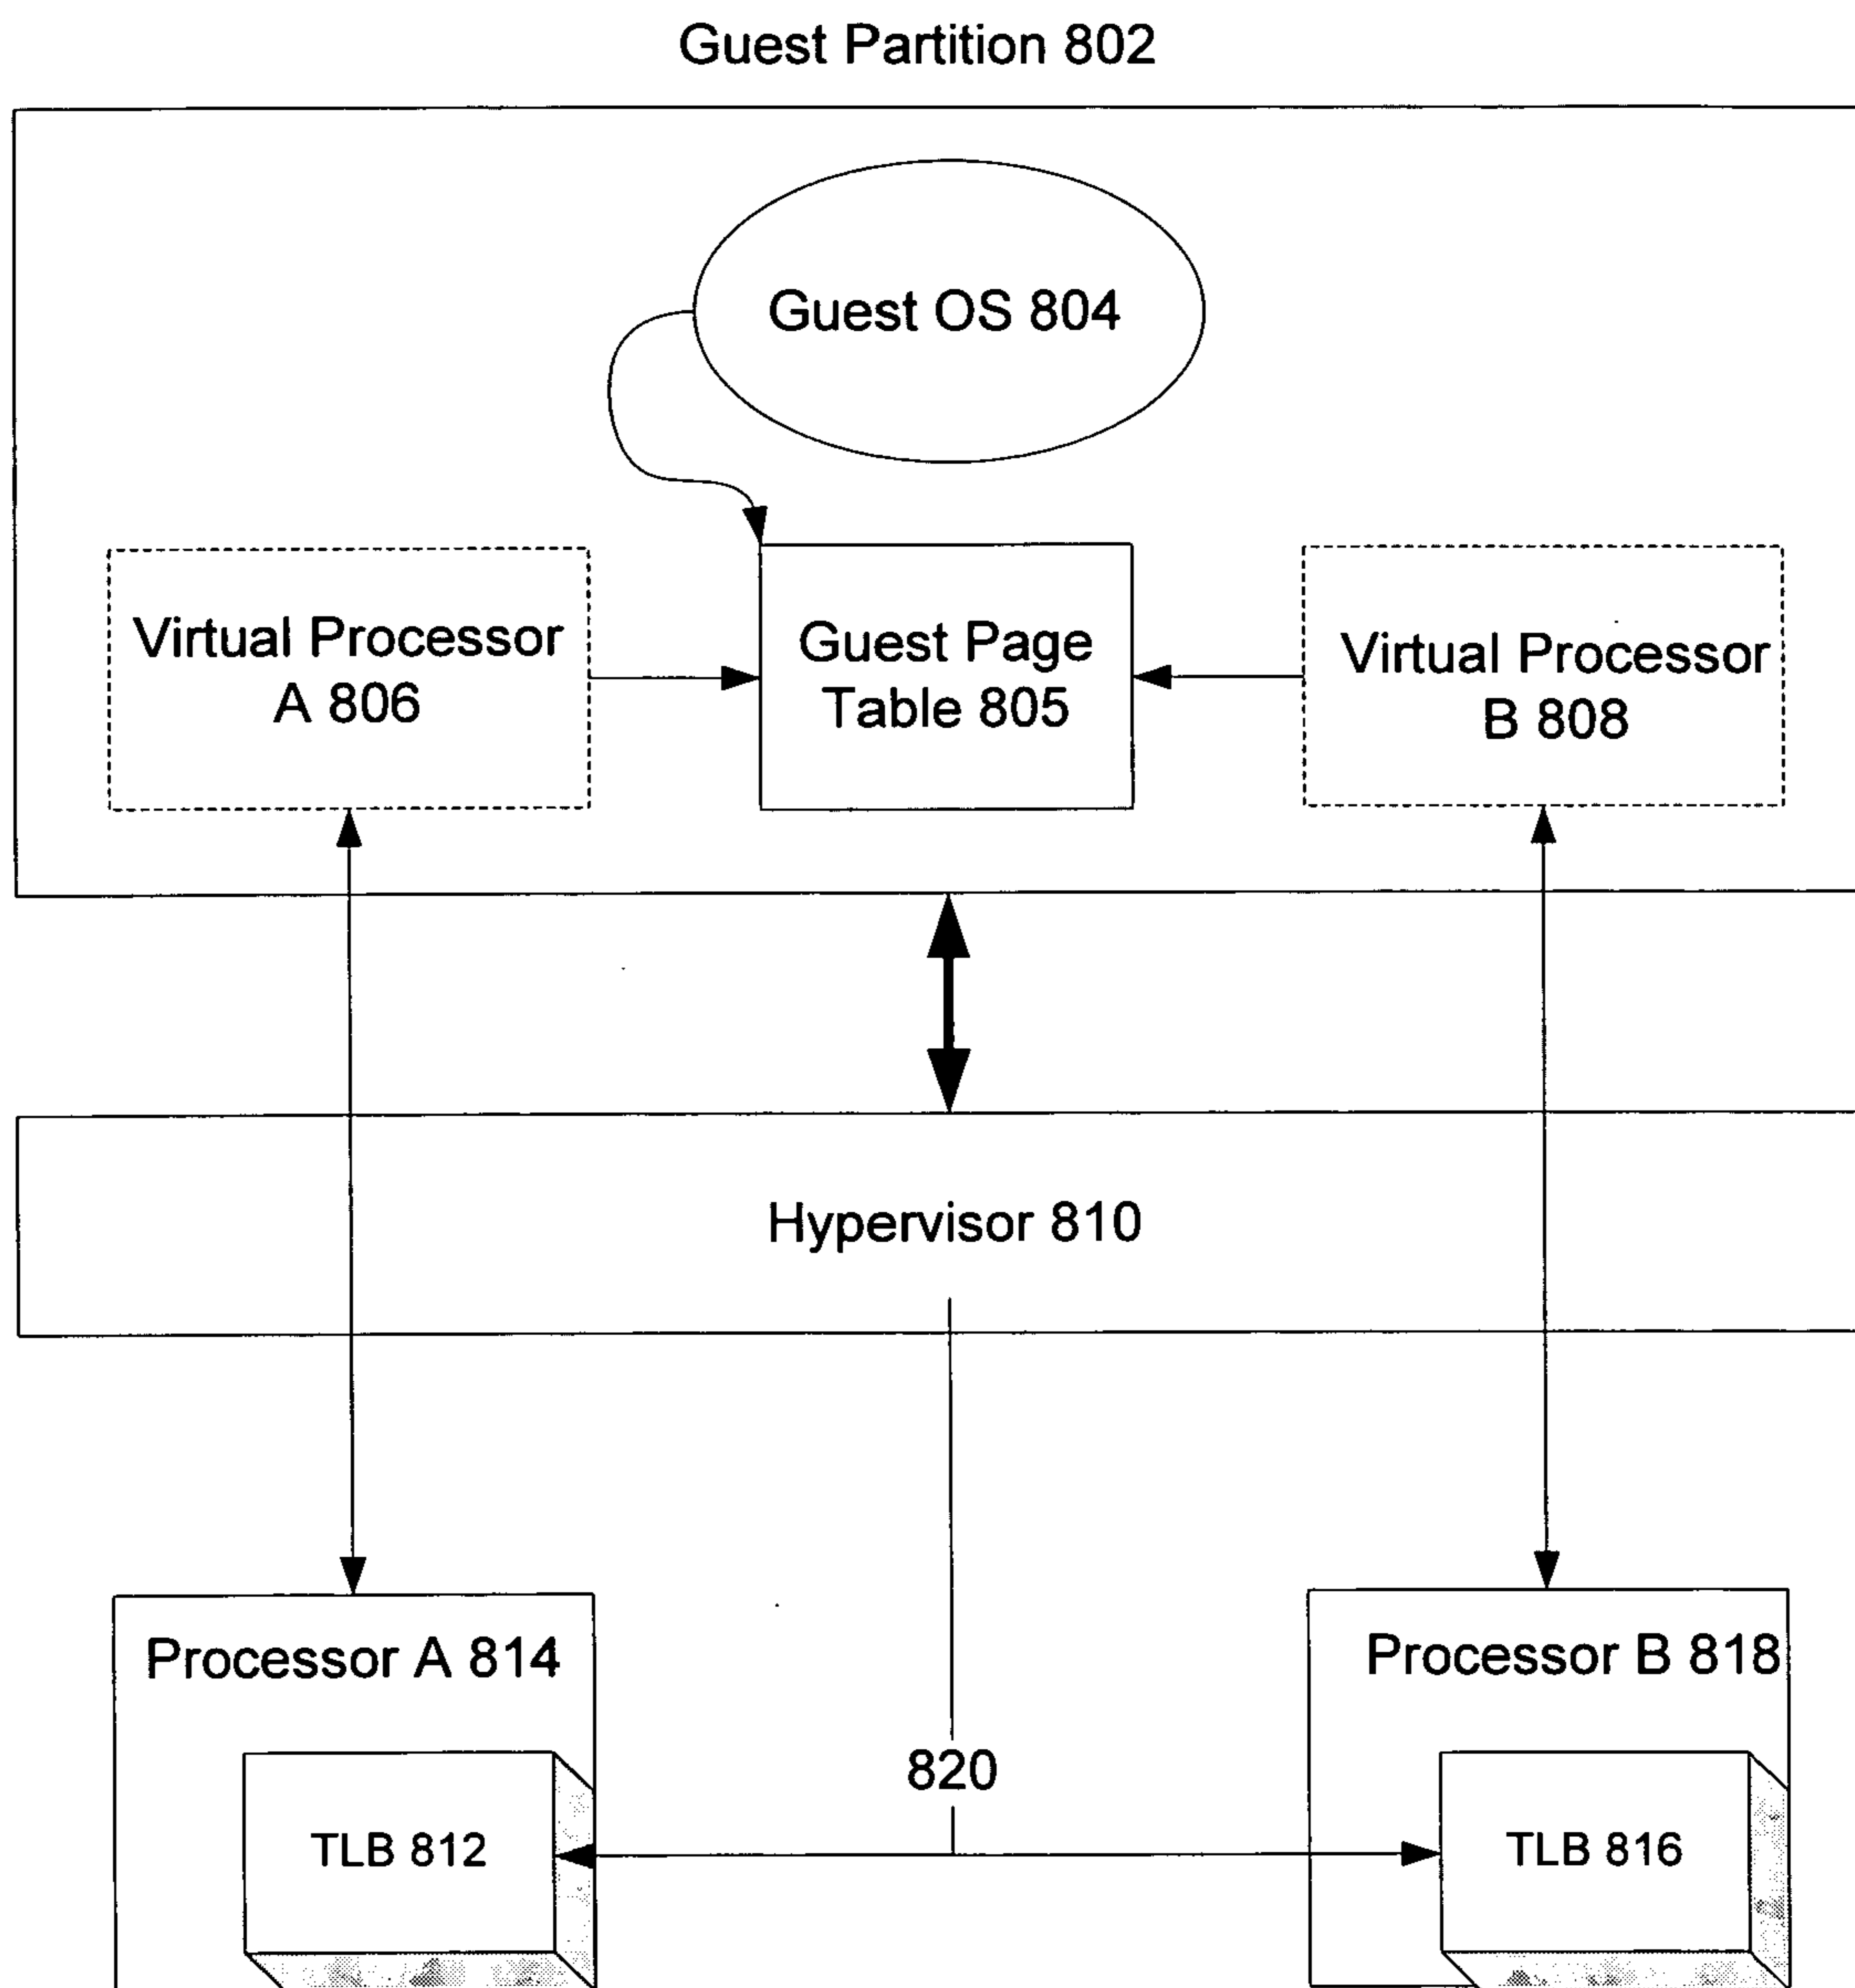 Guest Partition 802
Guest OS 804
Virtual Processor
A 806
Guest Page
Table 805
Virtual Processor
B 808
Hypervisor 810
Processor A 814
Processor B 818
820
TLB 812
TLB 816